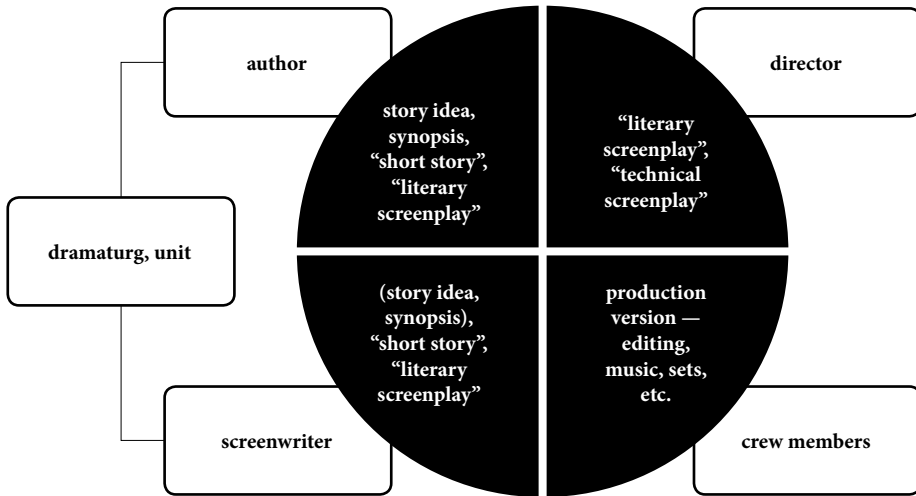 author
director
story idea,
synopsis,
“short story”,
“literary
screenplay”
“literary
screenplay”,
“technical
screenplay”
dramaturg, unit
(story idea,
synopsis),
“short story”,
“literary
screenplay”
production
version —
editing,
music, sets,
etc.
screenwriter
crew members